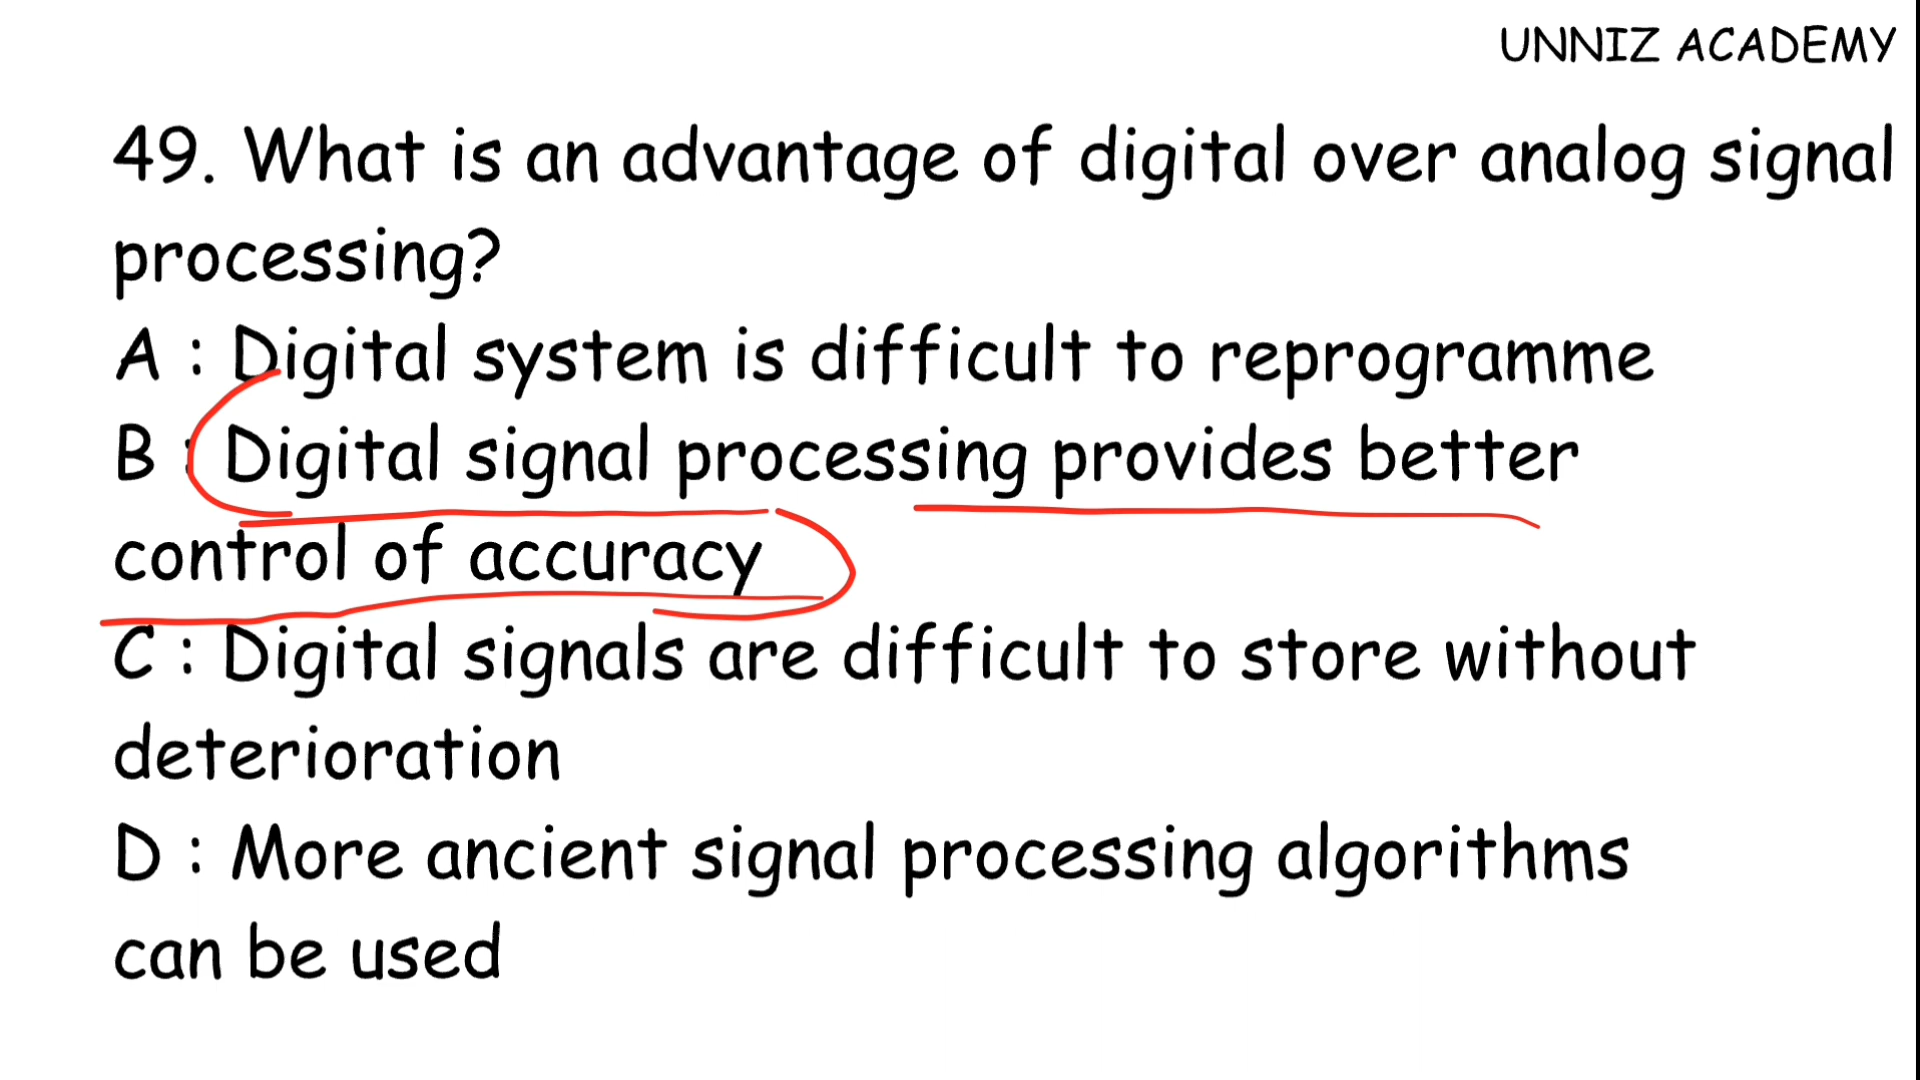 UNNIZ ACADEMY
49. What is an advantage of digital over analog signal
processing?
A : Digital system is difficult to reprogramme
B : Digital signal processing provides better
control of accuracy
C : Digital signals are difficult to store without
deterioration
D : More ancient signal processing algorithms
can be used